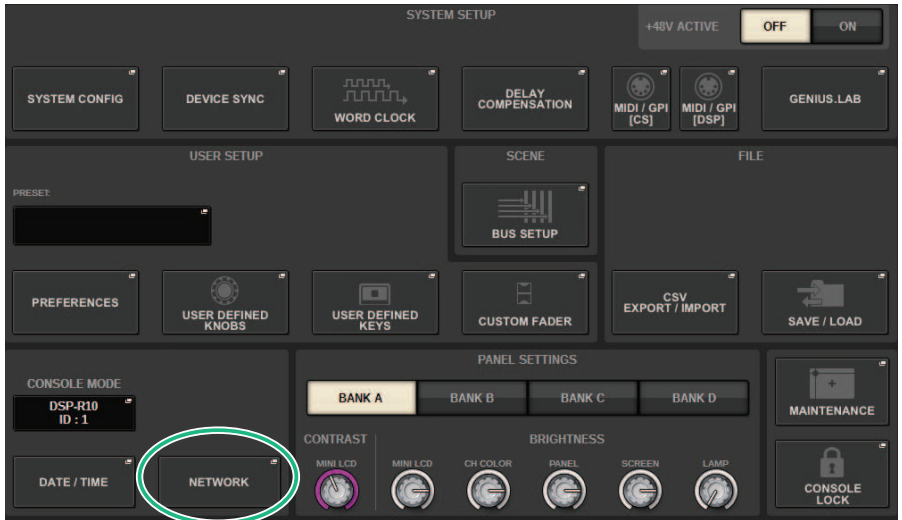 SYSTEM SETUP
+48V ACTIVE
OFF
ON
SYSTEM CONFIG
DEVICE SYNC
WORD CLOCK
DELAY
COMPENSATION
MIDI / GPI
[CS]
MIDI / GPI
[DSP]
GENIUS.LAB
USER SETUP
SCENE
FILE
PRESET:
BUS SETUP
PREFERENCES
USER DEFINED
KNOBS
USER DEFINED
KEYS
CUSTOM FADER
CSV
EXPORT / IMPORT
SAVE / LOAD
CONSOLE MODE
DSP-R10
ID : 1
DATE / TIME
NETWORK
PANEL SETTINGS
BANK A
BANK B
BANK C
BANK D
CONTRAST
BRIGHTNESS
MINI LCD
MINI LCD
CH COLOR
PANEL
SCREEN
LAMP
MAINTENANCE
CONSOLE
LOCK